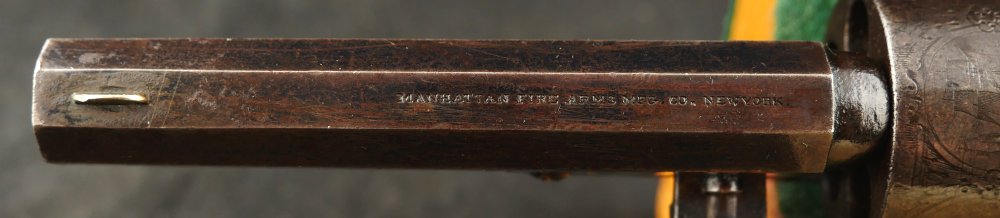 MANHATTAN FIRE ARMS MFG. CO. NEW YORK